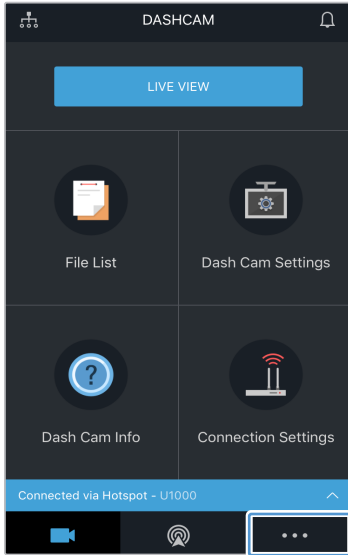 DASHCAM
LIVE VIEW
File List
Dash Cam Settings
?
Dash Cam Info
Connection Settings
Connected via Hotspot - U1000